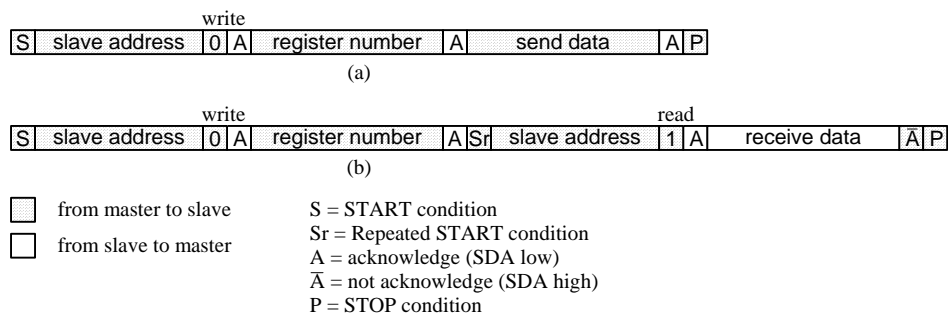 write
S slave address 0 A register number A send data A P
(a)
write read
S slave address 0 A register number A Sr slave address 1 A receive data A̅ P
(b)
from master to slave
from slave to master
S = START condition
Sr = Repeated START condition
A = acknowledge (SDA low)
A̅ = not acknowledge (SDA high)
P = STOP condition